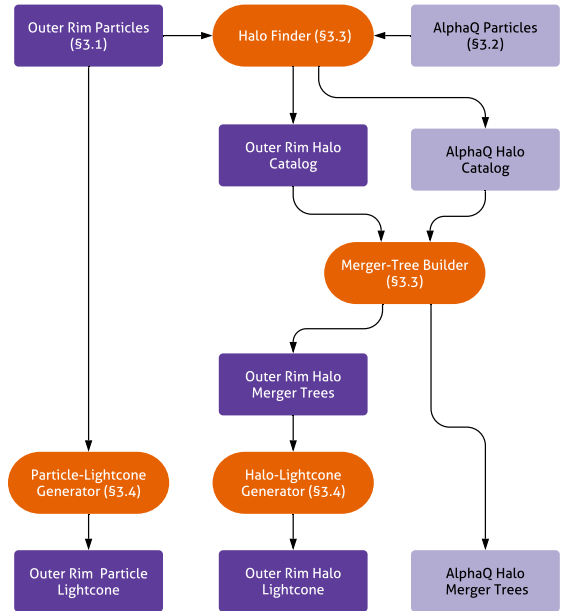 Outer Rim Particles
(§3.1)
Halo Finder (§3.3)
AlphaQ Particles
(§3.2)
Outer Rim Halo
Catalog
AlphaQ Halo
Catalog
Merger-Tree Builder
(§3.3)
Outer Rim Halo
Merger Trees
Particle-Lightcone
Generator (§3.4)
Halo-Lightcone
Generator (§3.4)
Outer Rim  Particle
Lightcone
Outer Rim Halo
Lightcone
AlphaQ Halo
Merger Trees